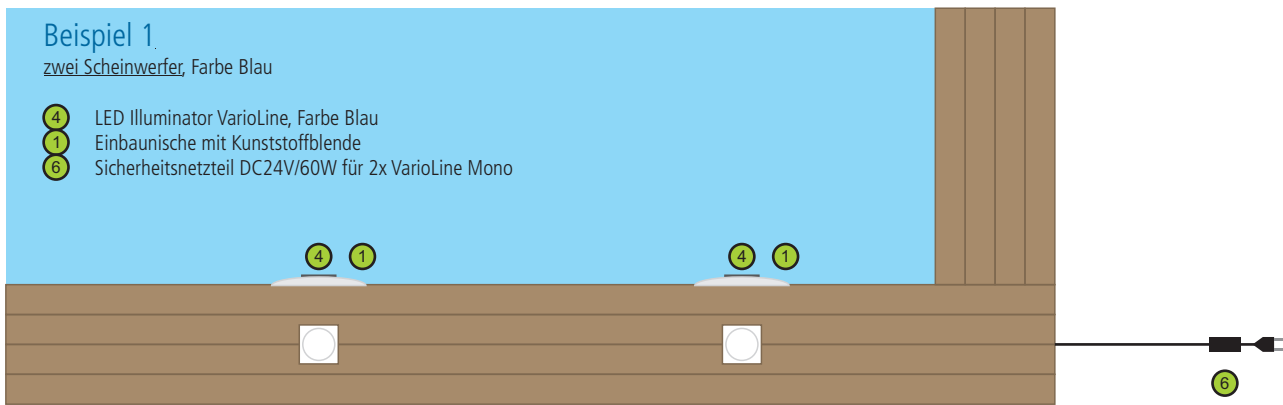 Beispiel 1
zwei Scheinwerfer, Farbe Blau
4 LED Illuminator VarioLine, Farbe Blau
1 Einbaunische mit Kunststoffblende
6 Sicherheitsnetzteil DC24V/60W für 2x VarioLine Mono
4 1 4 1
6